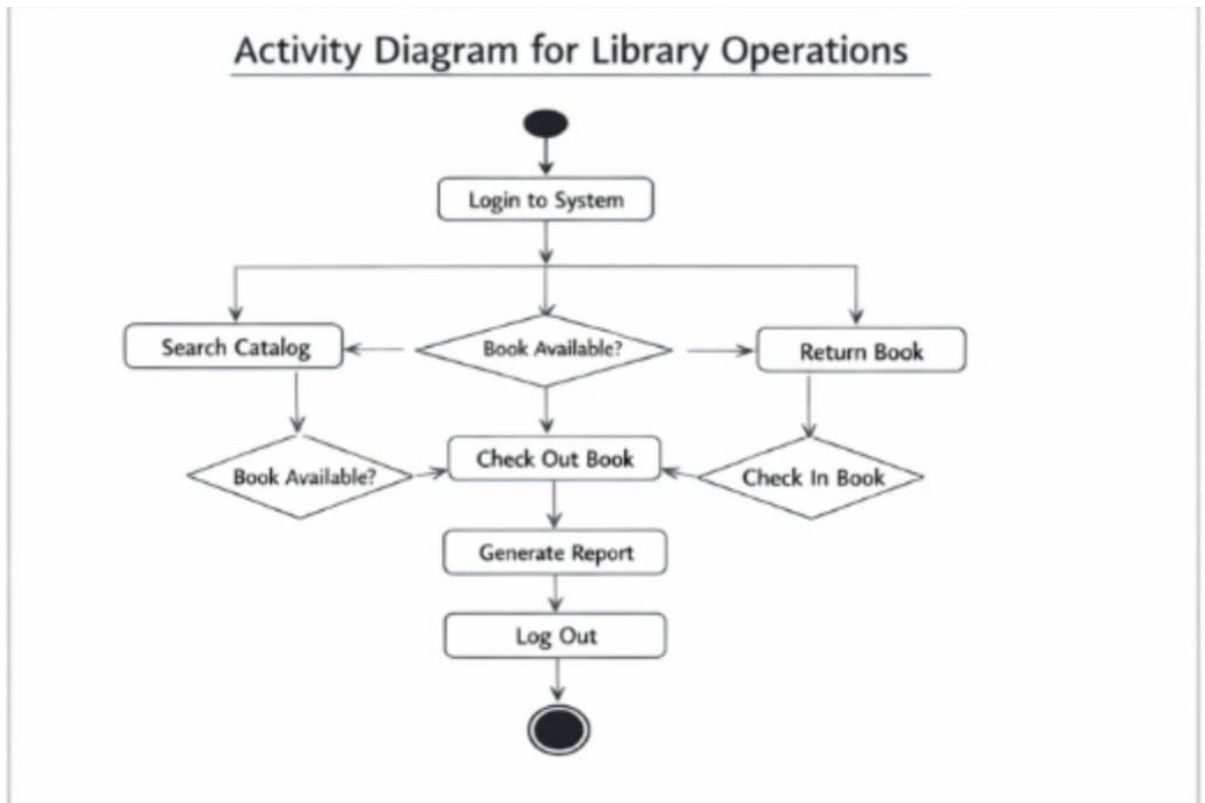 Activity Diagram for Library Operations
Login to System
Search Catalog
Book Available?
Return Book
Book Available?
Check Out Book
Check In Book
Generate Report
Log Out